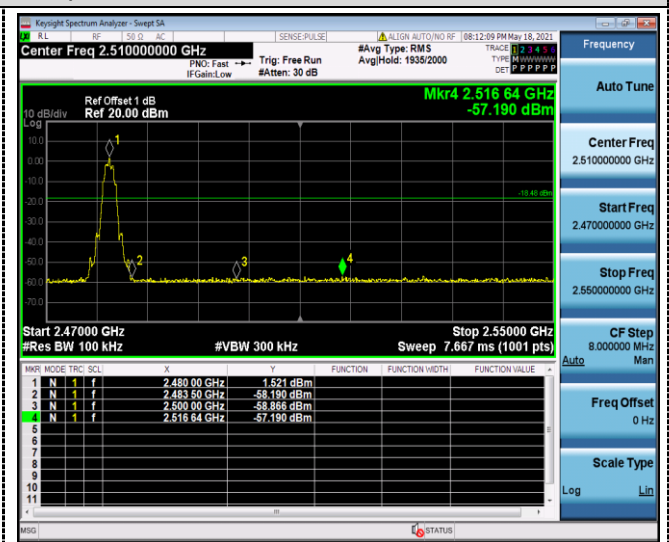 Keysight Spectrum Analyzer - Swept SA
RL RF 50 Ω AC SENSE:PULSE ALIGN AUTO/NO RF 08:12:09 PM May 18, 2021
Center Freq 2.510000000 GHz
PNO: Fast
IFGain:Low
Trig: Free Run
#Atten: 30 dB
#Avg Type: RMS
Avg|Hold: 1935/2000
TRACE 1 2 3 4 5 6
TYPE MWWWWW
DET P P P P P P
Frequency
Auto Tune
Center Freq
2.510000000 GHz
Start Freq
2.470000000 GHz
Stop Freq
2.550000000 GHz
CF Step
8.000000 MHz
Auto Man
Freq Offset
0 Hz
Scale Type
Log Lin
Mkr4 2.516 64 GHz
-57.190 dBm
Ref Offset 1 dB
10 dB/div Ref 20.00 dBm
Log
10.0
0.00
-10.0
-20.0
-30.0
-40.0
-50.0
-60.0
-70.0
1
2
3
4
-18.48 dBm
Start 2.47000 GHz Stop 2.55000 GHz
#Res BW 100 kHz #VBW 300 kHz Sweep 7.667 ms (1001 pts)
MKR MODE TRC SCL X Y FUNCTION FUNCTION WIDTH FUNCTION VALUE
1 N 1 f 2.480 00 GHz 1.521 dBm
2 N 1 f 2.483 50 GHz -58.190 dBm
3 N 1 f 2.500 00 GHz -58.866 dBm
4 N 1 f 2.516 64 GHz -57.190 dBm
5
6
7
8
9
10
11
MSG STATUS